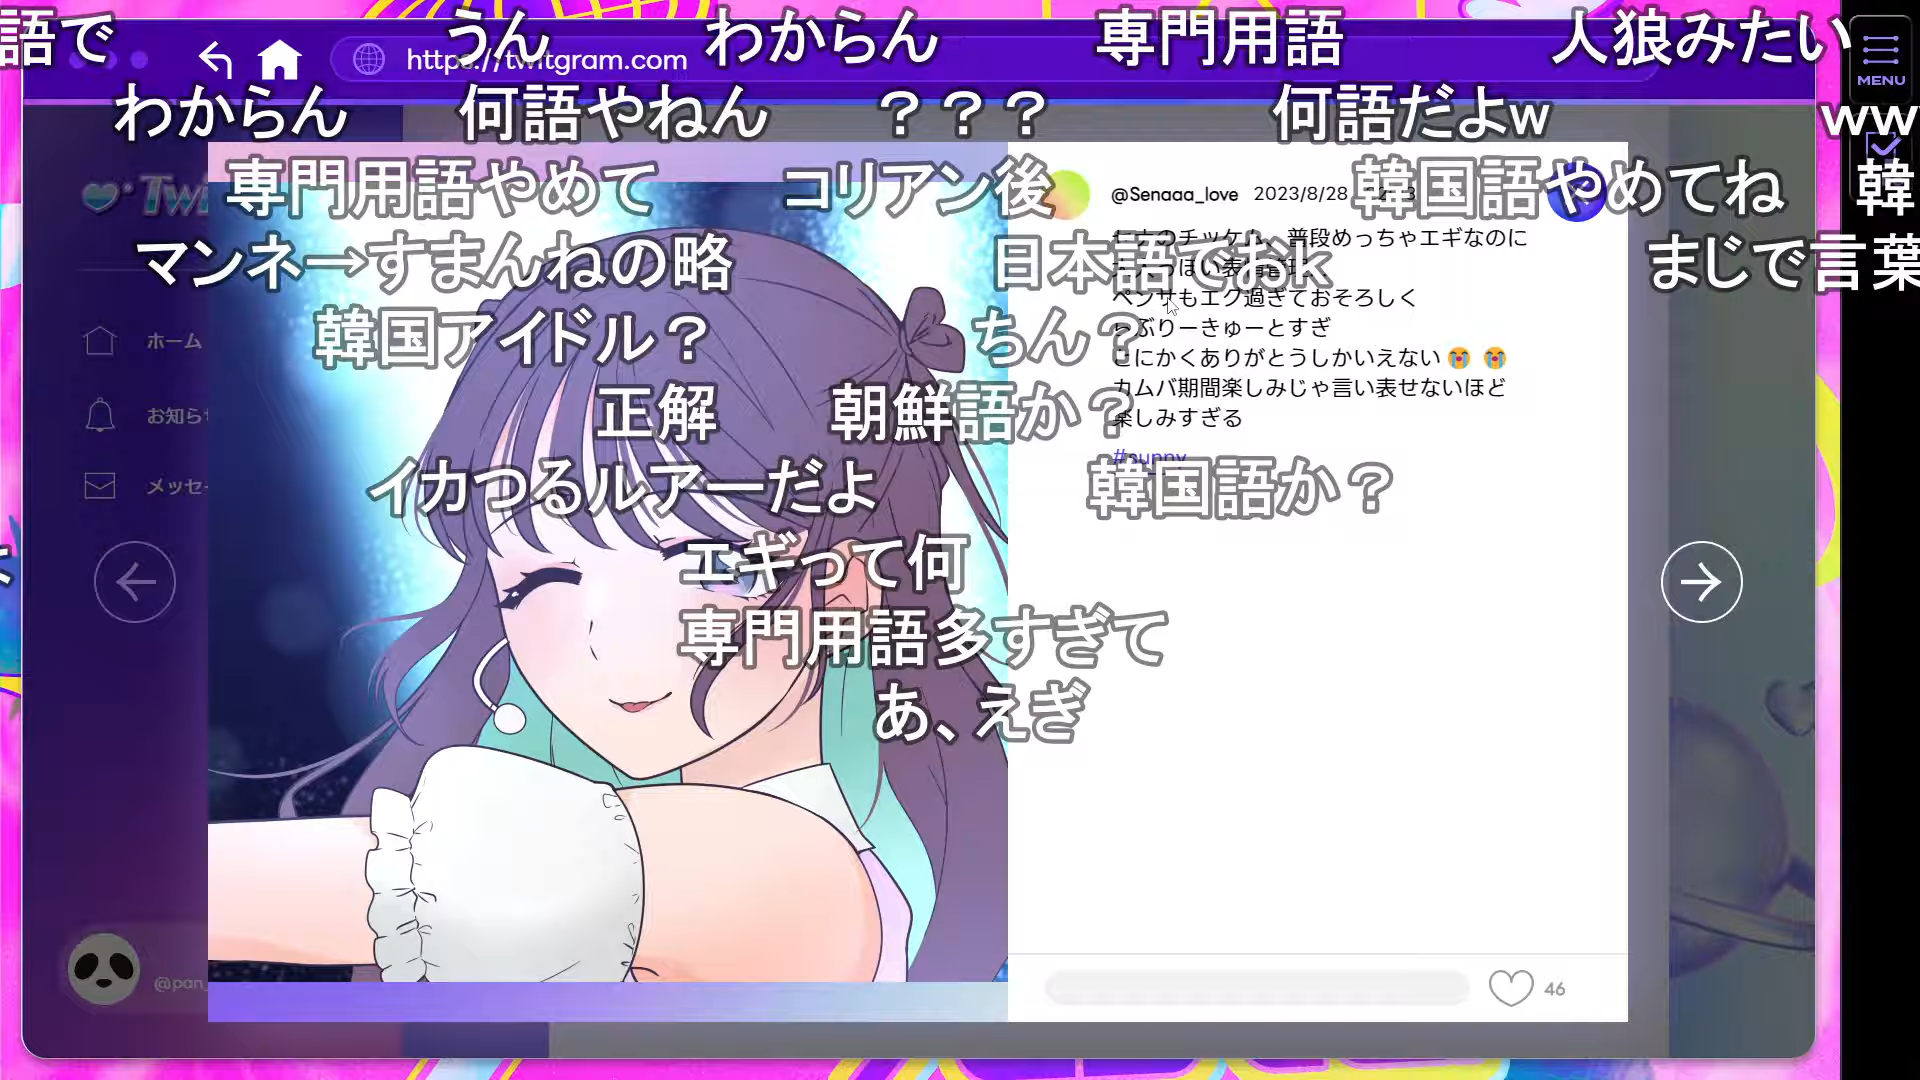 語で
うん
わからん
専門用語
人狼みたい
https://twitgram.com
MENU
わからん
何語やねん
？？？
何語だよw
ww
専門用語やめて
コリアン後
韓国語やめてね
韓
@Senaaa_love 2023/8/28
マンネ→すまんねの略
日本語でおk
まじで言葉
普段めっちゃエギなのに
ペンサもエグ過ぎておそろしく
らぶりーきゅーとすぎ
とにかくありがとうしかいえない😭 😭
カムバ期間楽しみじゃ言い表せないほど
楽しみすぎる
#sunny
ホーム
韓国アイドル？
ちん？
お知らせ
正解
朝鮮語か？
メッセー
イカつるルアーだよ
韓国語か？
エギって何
専門用語多すぎて
あ、えぎ
@pan_
46